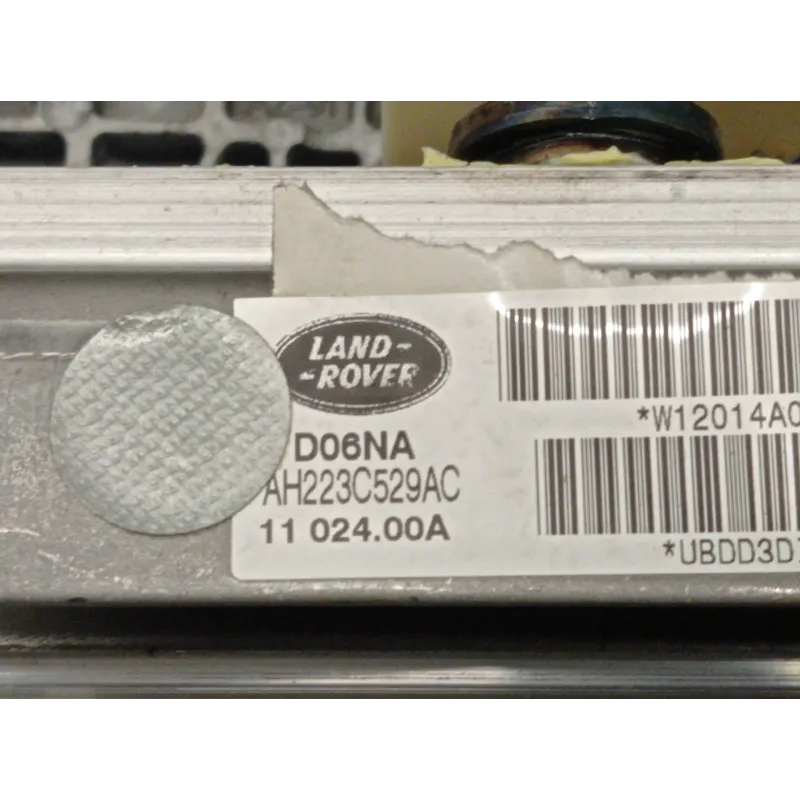 LAND-
-ROVER
*W12014A0
D06NA
AH223C529AC
11 024.00A
*UBDD3D